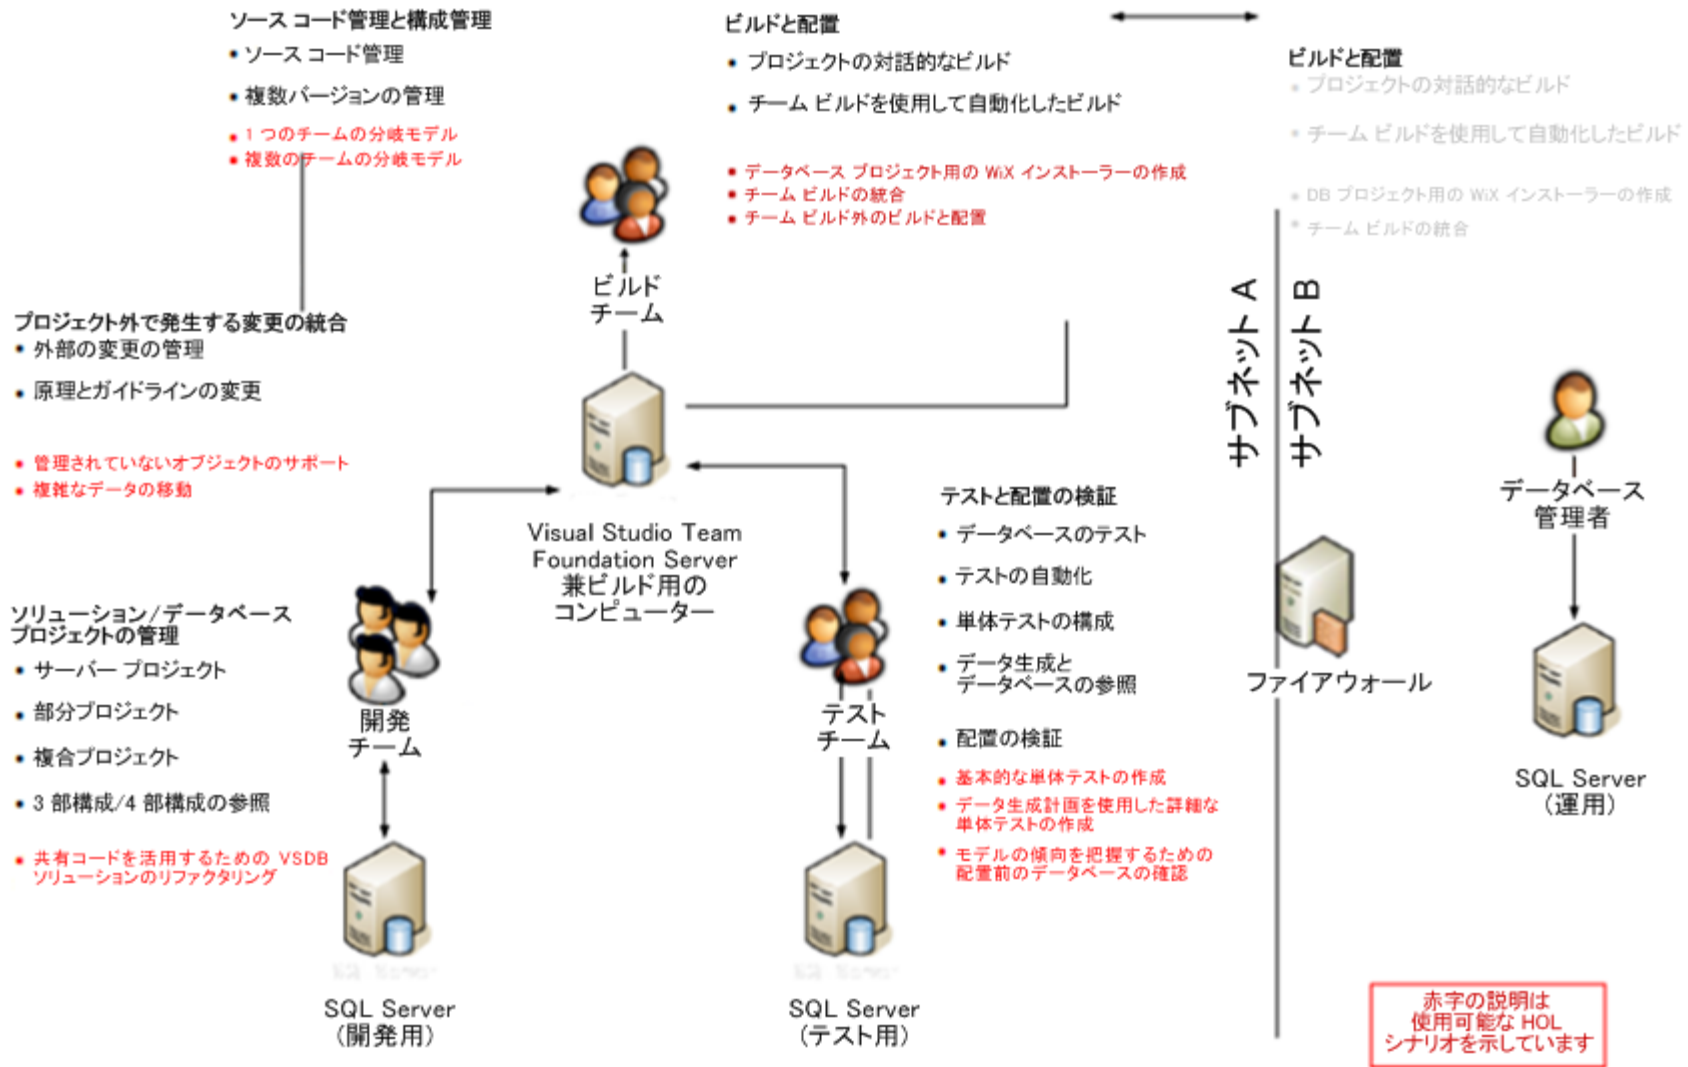 ソース コード管理と構成管理
• ソース コード管理
• 複数バージョンの管理
• 1 つのチームの分岐モデル
• 複数のチームの分岐モデル
ビルドと配置
• プロジェクトの対話的なビルド
• チーム ビルドを使用して自動化したビルド
• データベース プロジェクト用の WiX インストーラーの作成
• チーム ビルドの統合
• チーム ビルド外のビルドと配置
ビルドと配置
• プロジェクトの対話的なビルド
• チーム ビルドを使用して自動化したビルド
• DB プロジェクト用の WiX インストーラーの作成
• チーム ビルドの統合
ビルド
チーム
サブネット A
サブネット B
プロジェクト外で発生する変更の統合
• 外部の変更の管理
• 原理とガイドラインの変更
• 管理されていないオブジェクトのサポート
• 複雑なデータの移動
Visual Studio Team
Foundation Server
兼ビルド用の
コンピューター
データベース
管理者
テストと配置の検証
• データベースのテスト
• テストの自動化
• 単体テストの構成
• データ生成と
データベースの参照
• 配置の検証
• 基本的な単体テストの作成
• データ生成計画を使用した詳細な
単体テストの作成
• モデルの傾向を把握するための
配置前のデータベースの確認
ソリューション/データベース
プロジェクトの管理
• サーバー プロジェクト
• 部分プロジェクト
• 複合プロジェクト
• 3 部構成/4 部構成の参照
• 共有コードを活用するための VSDB
ソリューションのリファクタリング
開発
チーム
テスト
チーム
ファイアウォール
SQL Server
(運用)
SQL Server
(開発用)
SQL Server
(テスト用)
赤字の説明は
使用可能な HOL
シナリオを示しています